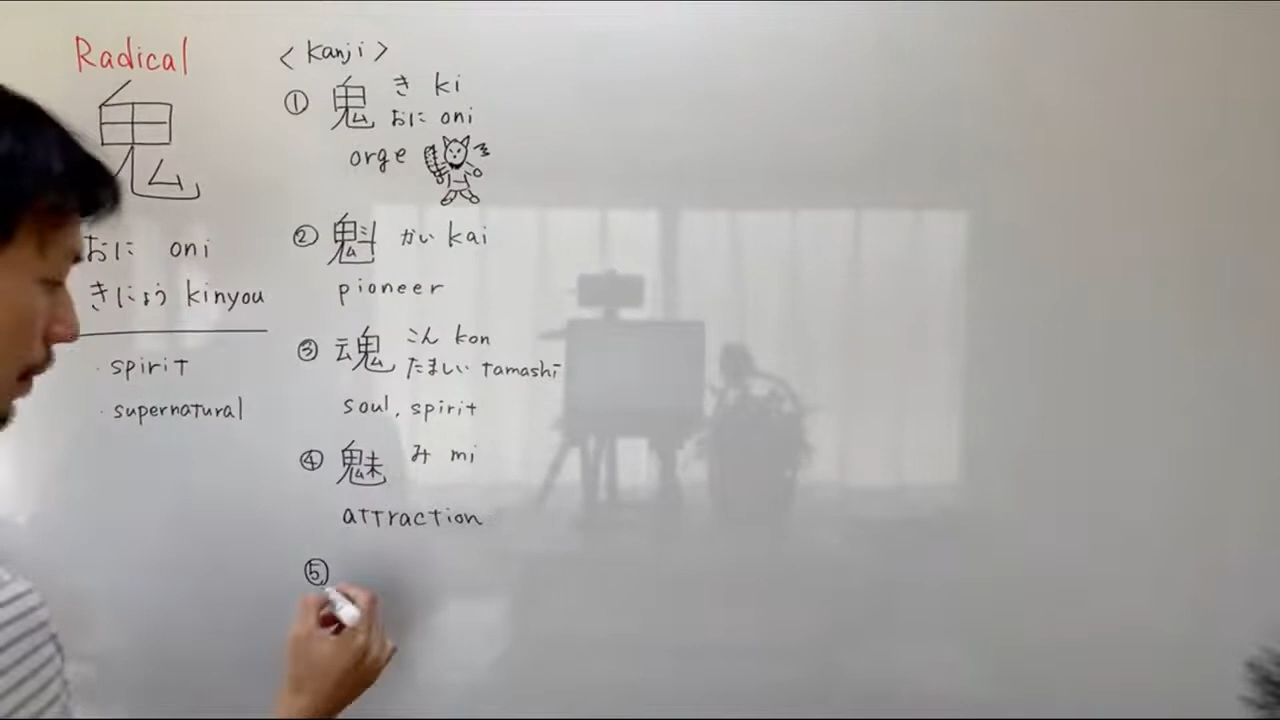 Radical
鬼
おに oni
きにょう kinyou
・spirit
・supernatural
<Kanji>
① 鬼 き ki
おに oni
orge
② 魁 かい kai
pioneer
③ 魂 こん kon
たましい tamashī
soul, spirit
④ 魅 み mi
attraction
⑤